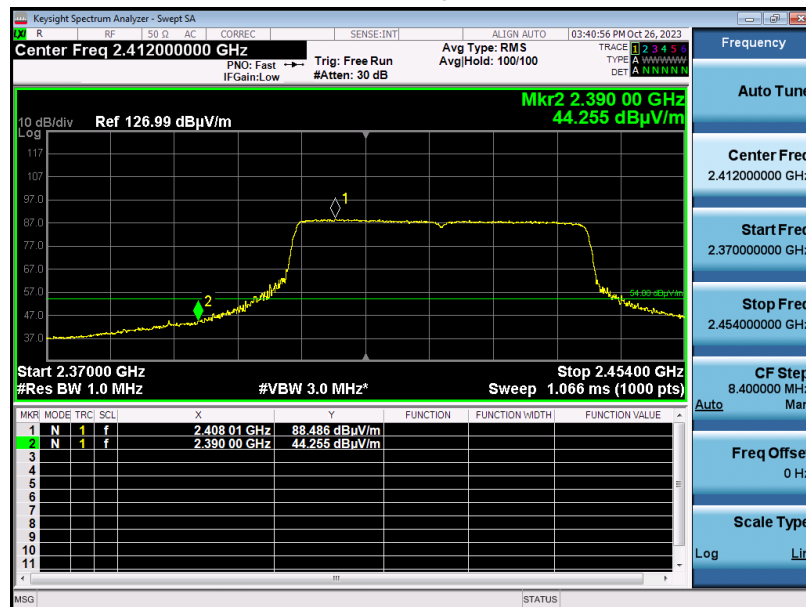 Keysight Spectrum Analyzer - Swept SA
LXI R RF 50 Ω AC CORREC SENSE:INT ALIGN AUTO 03:40:56 PM Oct 26, 2023
Center Freq 2.412000000 GHz
PNO: Fast
IFGain:Low
Trig: Free Run
#Atten: 30 dB
Avg Type: RMS
Avg|Hold: 100/100
TRACE 1 2 3 4 5 6
TYPE A W W W W W
DET A N N N N N
Mkr2 2.390 00 GHz
44.255 dBµV/m
10 dB/div Ref 126.99 dBµV/m
Log
117
107
97.0
87.0
77.0
67.0
57.0
47.0
37.0
1
2
54.00 dBµV/m
Start 2.37000 GHz Stop 2.45400 GHz
#Res BW 1.0 MHz #VBW 3.0 MHz* Sweep 1.066 ms (1000 pts)
MKR MODE TRC SCL X Y FUNCTION FUNCTION WIDTH FUNCTION VALUE
1 N 1 f 2.408 01 GHz 88.486 dBµV/m
2 N 1 f 2.390 00 GHz 44.255 dBµV/m
3
4
5
6
7
8
9
10
11
MSG STATUS
Frequency
Auto Tune
Center Freq
2.412000000 GHz
Start Freq
2.370000000 GHz
Stop Freq
2.454000000 GHz
CF Step
8.400000 MHz
Auto Man
Freq Offset
0 Hz
Scale Type
Log Lin